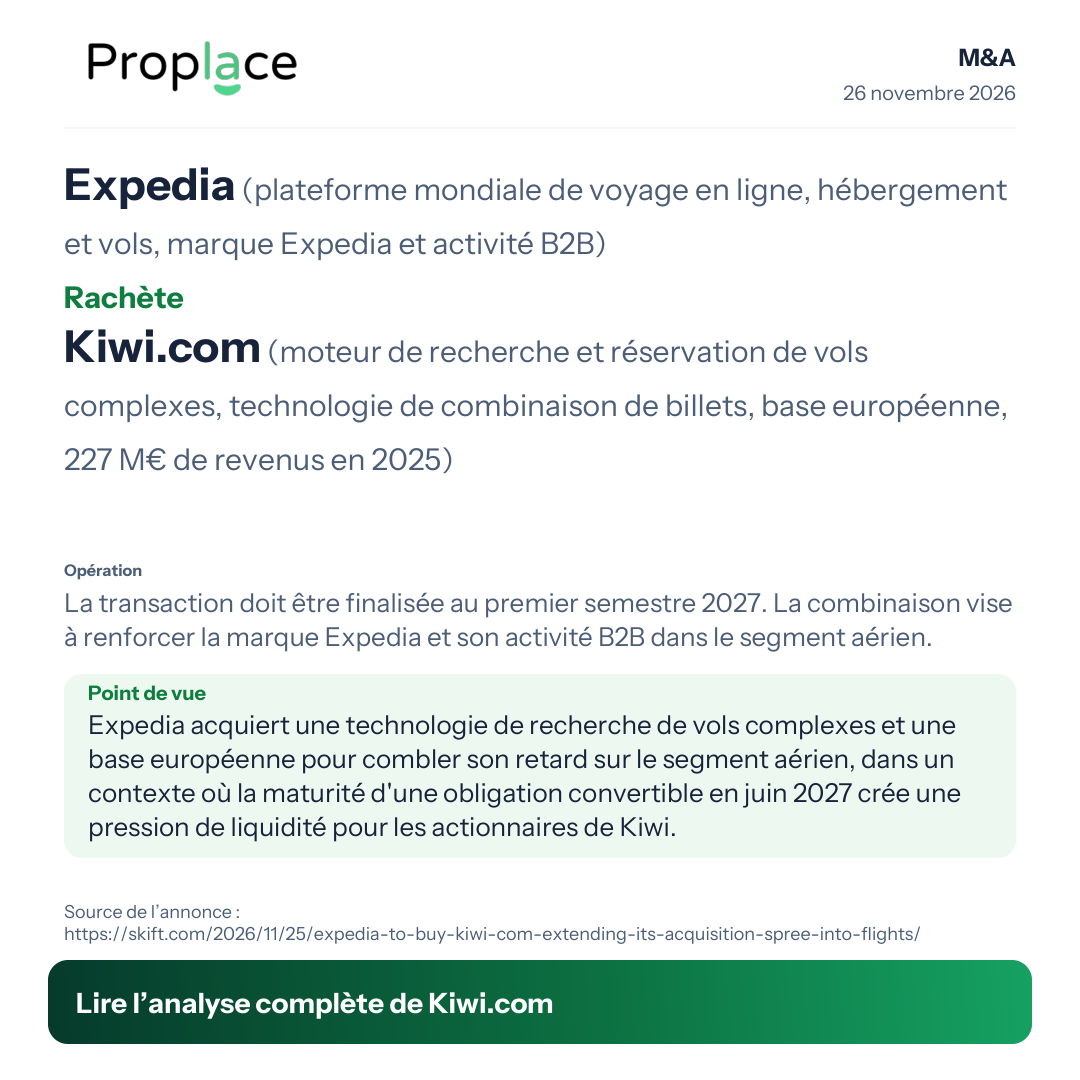 Proplace
M&A
26 novembre 2026
Expedia (plateforme mondiale de voyage en ligne, hébergement
et vols, marque Expedia et activité B2B)
Rachète
Kiwi.com (moteur de recherche et réservation de vols
complexes, technologie de combinaison de billets, base européenne,
227 M€ de revenus en 2025)
Opération
La transaction doit être finalisée au premier semestre 2027. La combinaison vise
à renforcer la marque Expedia et son activité B2B dans le segment aérien.
Point de vue
Expedia acquiert une technologie de recherche de vols complexes et une
base européenne pour combler son retard sur le segment aérien, dans un
contexte où la maturité d'une obligation convertible en juin 2027 crée une
pression de liquidité pour les actionnaires de Kiwi.
Source de l’annonce :
https://skift.com/2026/11/25/expedia-to-buy-kiwi-com-extending-its-acquisition-spree-into-flights/
Lire l’analyse complète de Kiwi.com